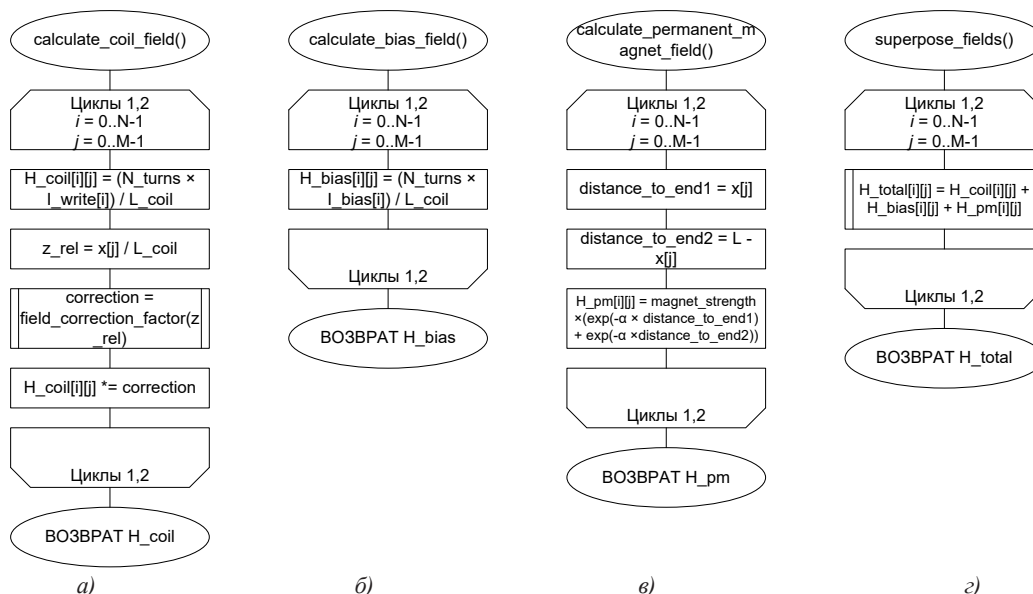 calculate_coil_field()
Циклы 1,2
i = 0..N-1
j = 0..M-1
H_coil[i][j] = (N_turns ×
I_write[i]) / L_coil
z_rel = x[j] / L_coil
correction =
field_correction_factor(z
_rel)
H_coil[i][j] *= correction
Циклы 1,2
ВОЗВРАТ H_coil
а)
calculate_bias_field()
Циклы 1,2
i = 0..N-1
j = 0..M-1
H_bias[i][j] = (N_turns ×
I_bias[i]) / L_coil
Циклы 1,2
ВОЗВРАТ H_bias
б)
calculate_permanent_m
agnet_field()
Циклы 1,2
i = 0..N-1
j = 0..M-1
distance_to_end1 = x[j]
distance_to_end2 = L -
x[j]
H_pm[i][j] = magnet_strength
×(exp(-α × distance_to_end1)
+ exp(-α ×distance_to_end2))
Циклы 1,2
ВОЗВРАТ H_pm
в)
superpose_fields()
Циклы 1,2
i = 0..N-1
j = 0..M-1
H_total[i][j] = H_coil[i][j] +
H_bias[i][j] + H_pm[i][j]
Циклы 1,2
ВОЗВРАТ H_total
г)